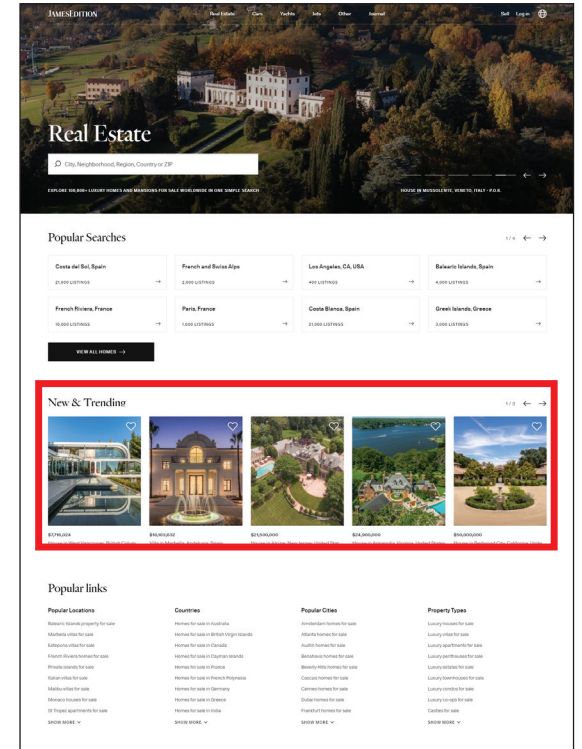 JAMESEDITION
Real Estate Cars Yachts Jets Other Journal
Sell Log in
Real Estate
City, Neighborhood, Region, Country or ZIP
EXPLORE 100,000+ LUXURY HOMES AND MANSIONS FOR SALE WORLDWIDE IN ONE SIMPLE SEARCH
HOUSE IN MUSSOLENTE, VENETO, ITALY - P.O.R.
Popular Searches
1 / 4 ← →
Costa del Sol, Spain
21,000 LISTINGS →
French and Swiss Alps
2,000 LISTINGS →
Los Angeles, CA, USA
400 LISTINGS →
Balearic Islands, Spain
4,000 LISTINGS →
French Riviera, France
10,000 LISTINGS →
Paris, France
1,000 LISTINGS →
Costa Blanca, Spain
21,000 LISTINGS →
Greek Islands, Greece
3,000 LISTINGS →
VIEW ALL HOMES →
New & Trending
← →
$21,500,000
$24,900,000
$50,000,000
Popular links
Popular Locations
Balearic Islands property for sale
Marbella villas for sale
Estepona villas for sale
French Riviera homes for sale
Private islands for sale
Italian villas for sale
Malibu villas for sale
Monaco houses for sale
St Tropez apartments for sale
SHOW MORE
Countries
Homes for sale in Australia
Homes for sale in British Virgin Islands
Homes for sale in Canada
Homes for sale in Cayman Islands
Homes for sale in France
Homes for sale in French Polynesia
Homes for sale in Germany
Homes for sale in Greece
Homes for sale in India
SHOW MORE
Popular Cities
Amsterdam homes for sale
Atlanta homes for sale
Austin homes for sale
Benahavis homes for sale
Beverly Hills homes for sale
Cascais homes for sale
Cannes homes for sale
Dubai homes for sale
Frankfurt homes for sale
SHOW MORE
Property Types
Luxury houses for sale
Luxury villas for sale
Luxury apartments for sale
Luxury penthouses for sale
Luxury estates for sale
Luxury townhouses for sale
Luxury condos for sale
Luxury co-ops for sale
Castles for sale
SHOW MORE